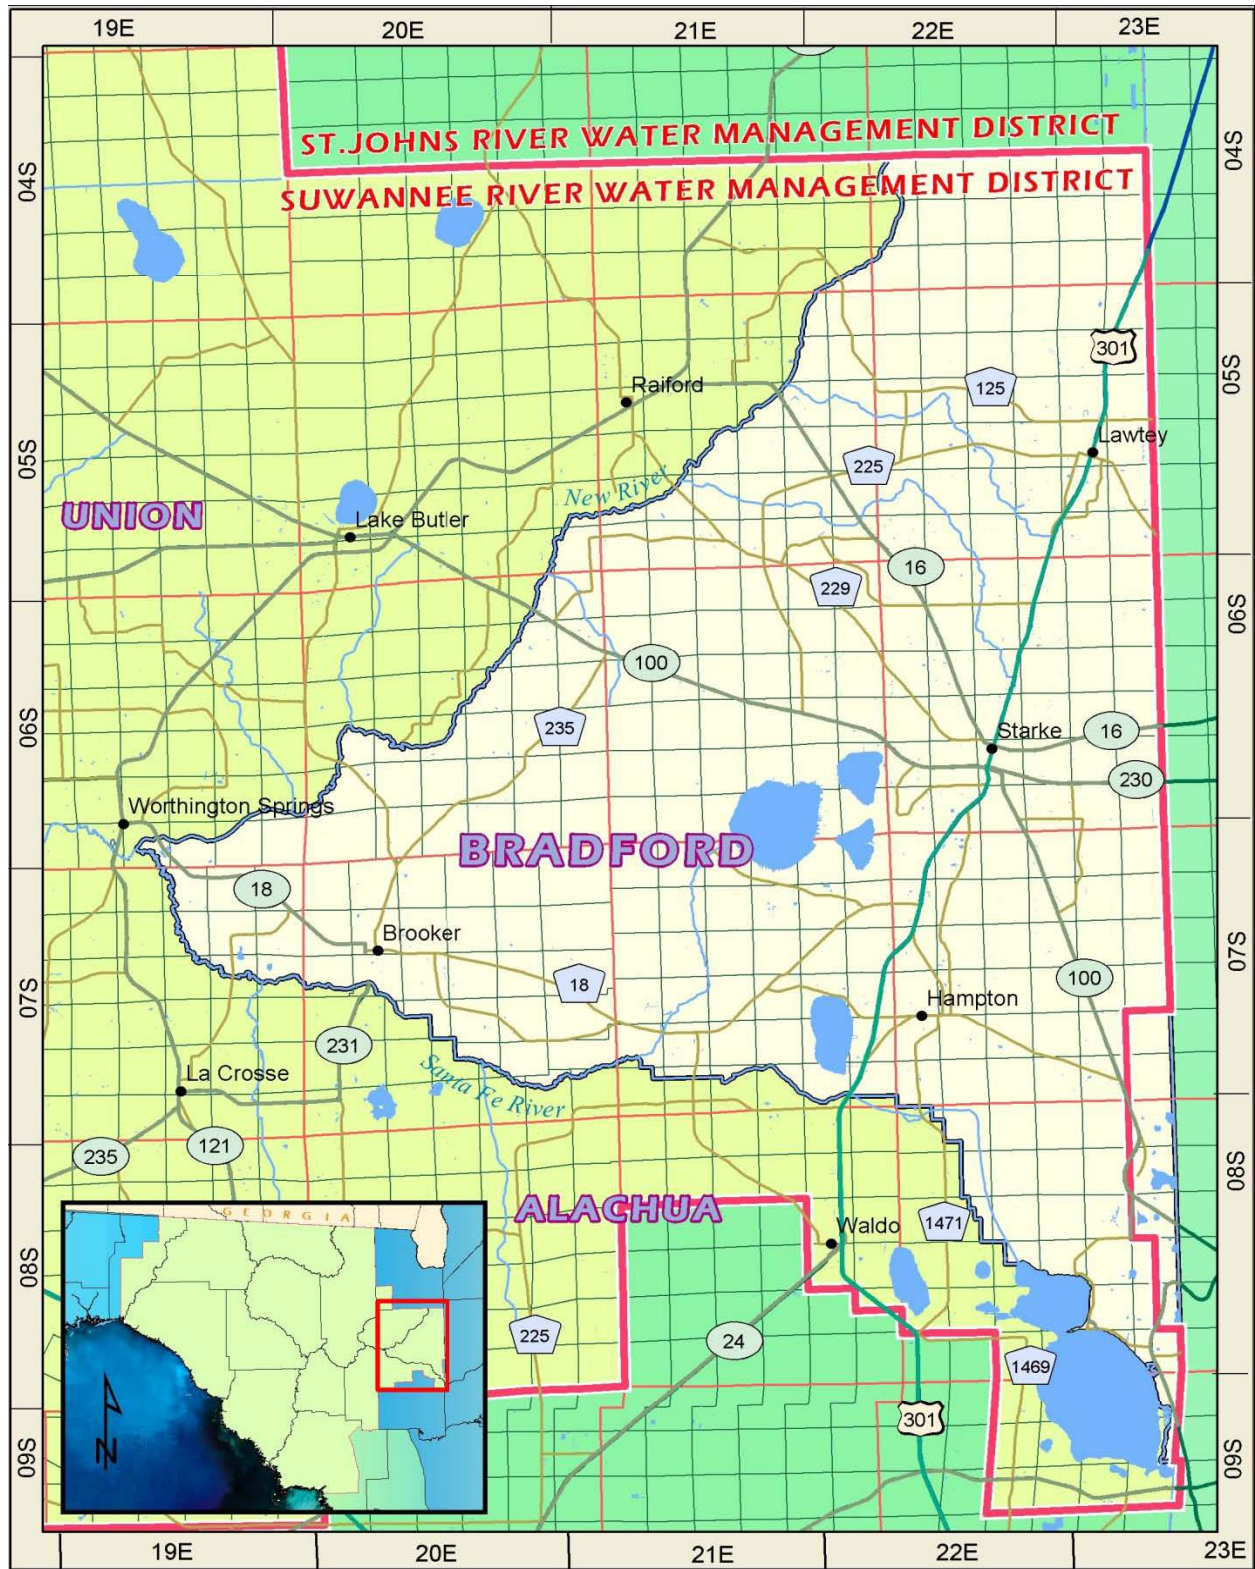 19E
20E
21E
22E
23E
ST.JOHNS RIVER WATER MANAGEMENT DISTRICT
SUWANNEE RIVER WATER MANAGEMENT DISTRICT
04S
04S
301
05S
125
Raiford
Lawtey
05S
225
New River
UNION
Lake Butler
16
229
06S
100
235
06S
Starke
16
230
Worthington Springs
BRADFORD
18
Brooker
07S
18
100
07S
Hampton
231
La Crosse
Santa Fe River
121
235
08S
ALACHUA
Waldo
1471
GEORGIA
08S
225
24
1469
301
N
09S
09S
19E
20E
21E
22E
23E